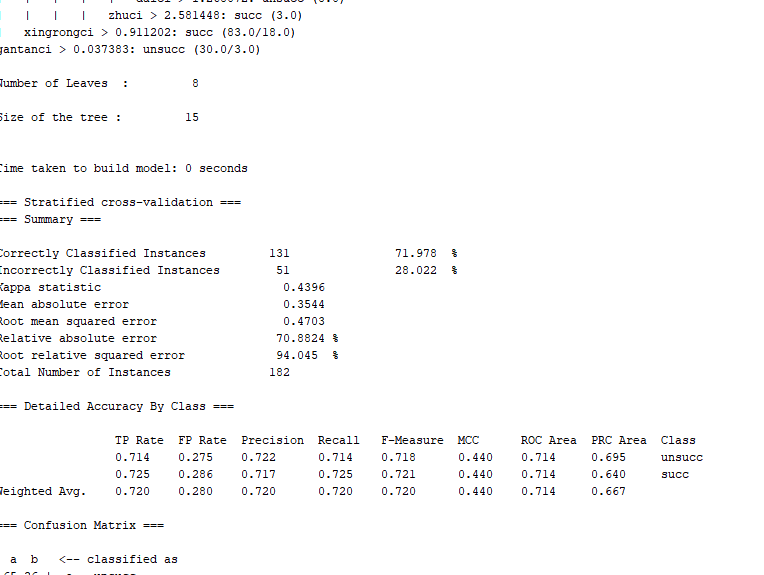 |   |   |   |   zhuci > 2.581448: succ (3.0)
|   xingrongci > 0.911202: succ (83.0/18.0)
gantanci > 0.037383: unsucc (30.0/3.0)
Number of Leaves  :         8
Size of the tree :         15
Time taken to build model: 0 seconds
=== Stratified cross-validation ===
=== Summary ===
Correctly Classified Instances         131               71.978  %
Incorrectly Classified Instances        51               28.022  %
Kappa statistic                          0.4396
Mean absolute error                      0.3544
Root mean squared error                  0.4703
Relative absolute error                 70.8824 %
Root relative squared error             94.045  %
Total Number of Instances              182
=== Detailed Accuracy By Class ===
TP Rate  FP Rate  Precision  Recall   F-Measure  MCC      ROC Area  PRC Area  Class
0.714    0.275    0.722      0.714    0.718      0.440    0.714     0.695     unsucc
0.725    0.286    0.717      0.725    0.721      0.440    0.714     0.640     succ
Weighted Avg.    0.720    0.280    0.720      0.720    0.720      0.440    0.714     0.667
=== Confusion Matrix ===
a  b   <-- classified as